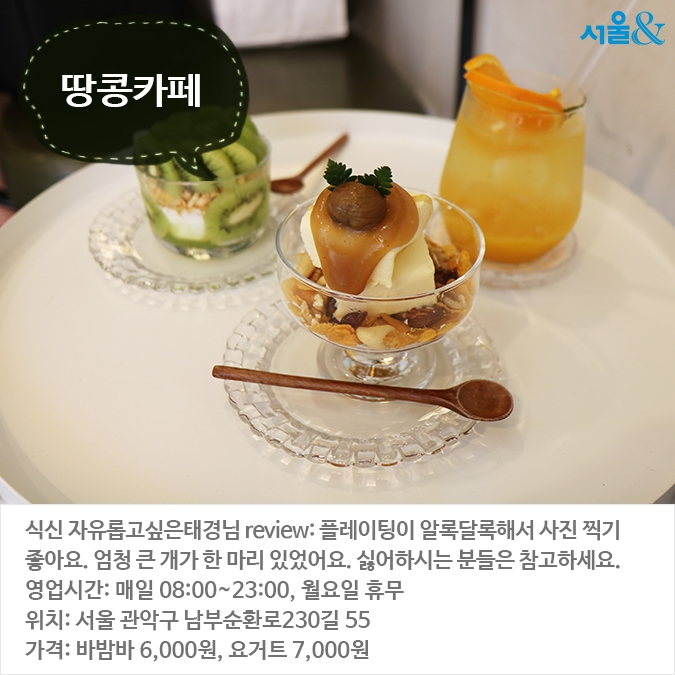 서울&
땅콩카페
식신 자유롭고싶은태경님 review: 플레이팅이 알록달록해서 사진 찍기
좋아요. 엄청 큰 개가 한 마리 있었어요. 싫어하시는 분들은 참고하세요.
영업시간: 매일 08:00~23:00, 월요일 휴무
위치: 서울 관악구 남부순환로230길 55
가격: 바밤바 6,000원, 요거트 7,000원